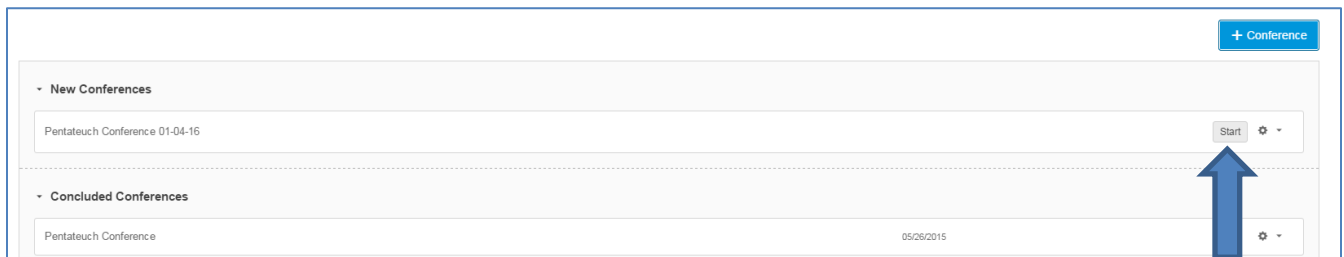 + Conference
New Conferences
Pentateuch Conference 01-04-16 Start
Concluded Conferences
Pentateuch Conference 05/26/2015